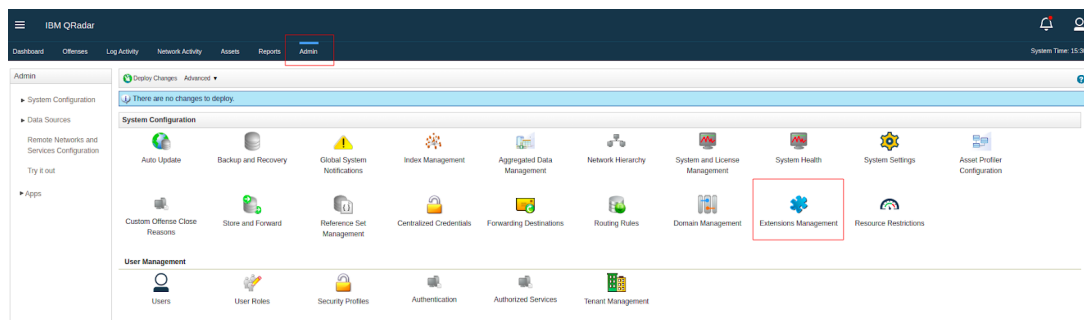 IBM QRadar
Dashboard Offenses Log Activity Network Activity Assets Reports Admin
System Time: 15:3
Admin
Deploy Changes Advanced ▼
There are no changes to deploy.
System Configuration
Data Sources
Remote Networks and
Services Configuration
Try it out
Apps
System Configuration
Auto Update
Backup and Recovery
Global System
Notifications
Index Management
Aggregated Data
Management
Network Hierarchy
System and License
Management
System Health
System Settings
Asset Profiler
Configuration
Custom Offense Close
Reasons
Store and Forward
Reference Set
Management
Centralized Credentials
Forwarding Destinations
Routing Rules
Domain Management
Extensions Management
Resource Restrictions
User Management
Users
User Roles
Security Profiles
Authentication
Authorized Services
Tenant Management